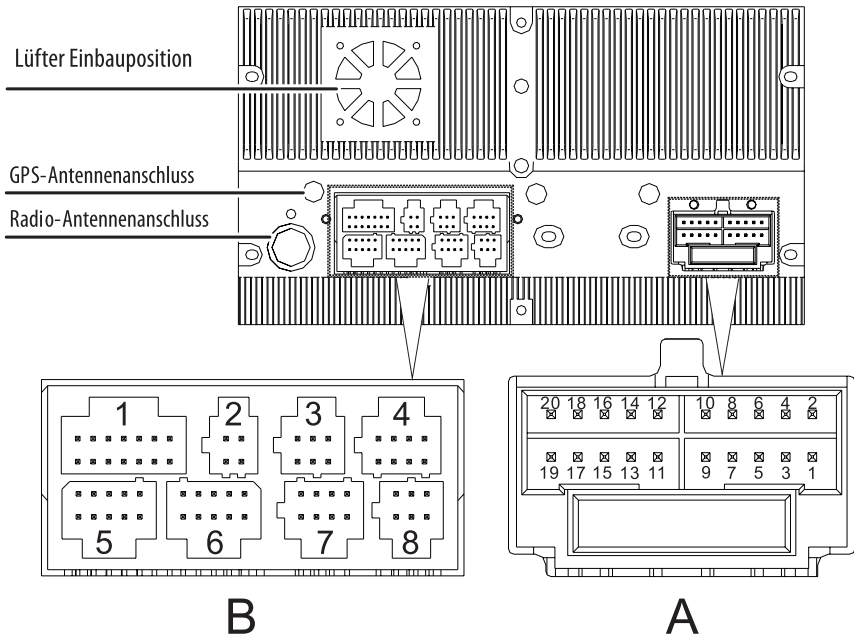 Lüfter Einbauposition
GPS-Antennenanschluss
Radio-Antennenanschluss
1 2 3 4
5 6 7 8
20 18 16 14 12 10 8 6 4 2
19 17 15 13 11 9 7 5 3 1
B A